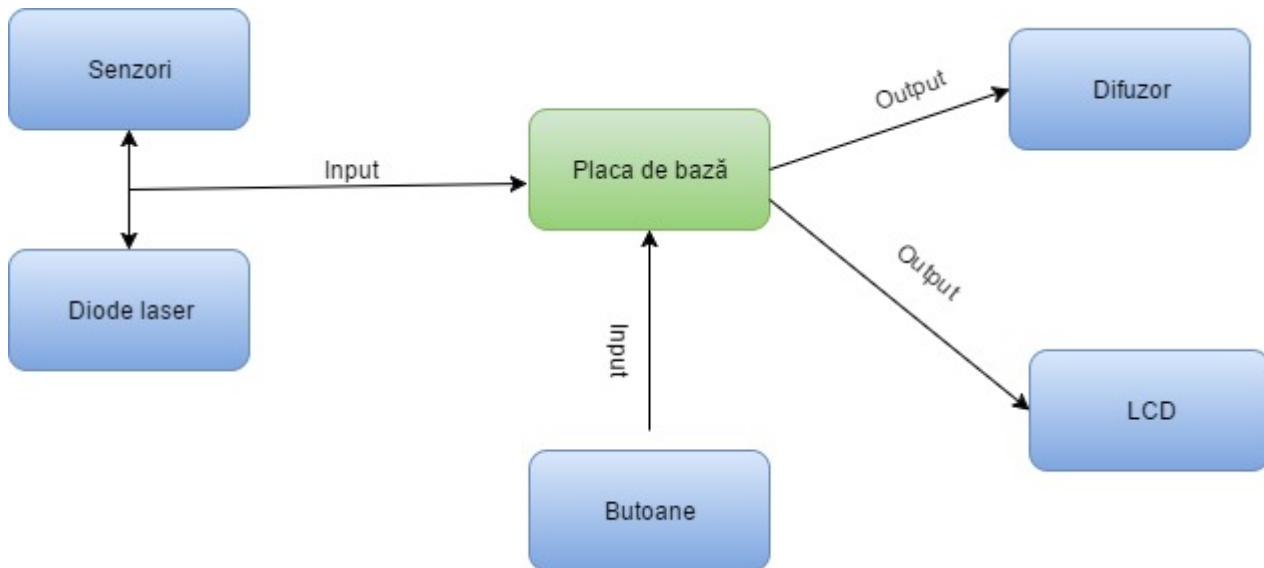 Senzori
Output
Difuzor
Input
Placa de bază
Diode laser
Output
Input
LCD
Butoane